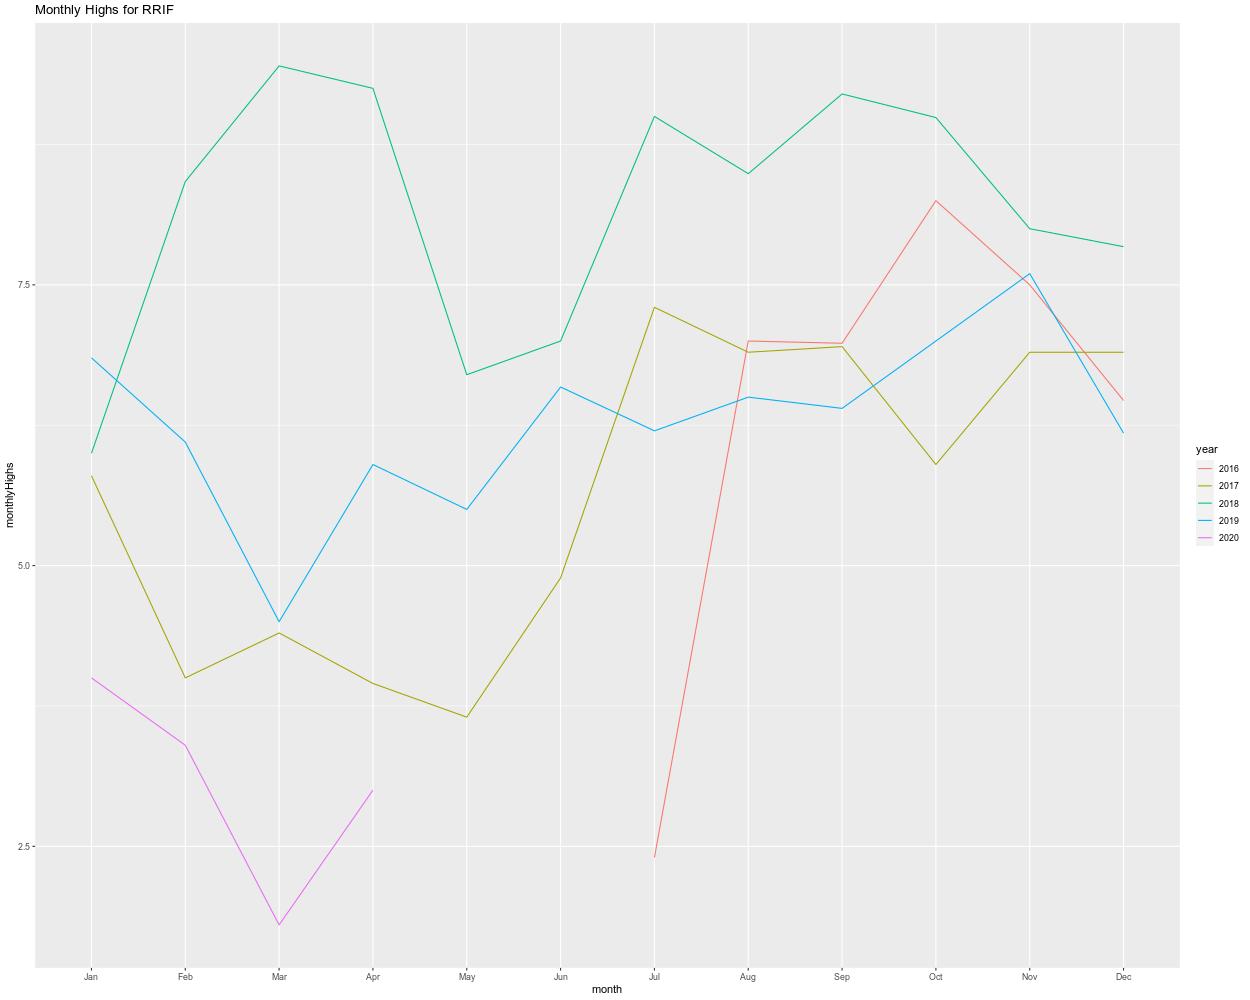 Monthly Highs for RRIF
monthlyHighs
7.5
5.0
2.5
Jan Feb Mar Apr May Jun Jul Aug Sep Oct Nov Dec
month
year
2016
2017
2018
2019
2020